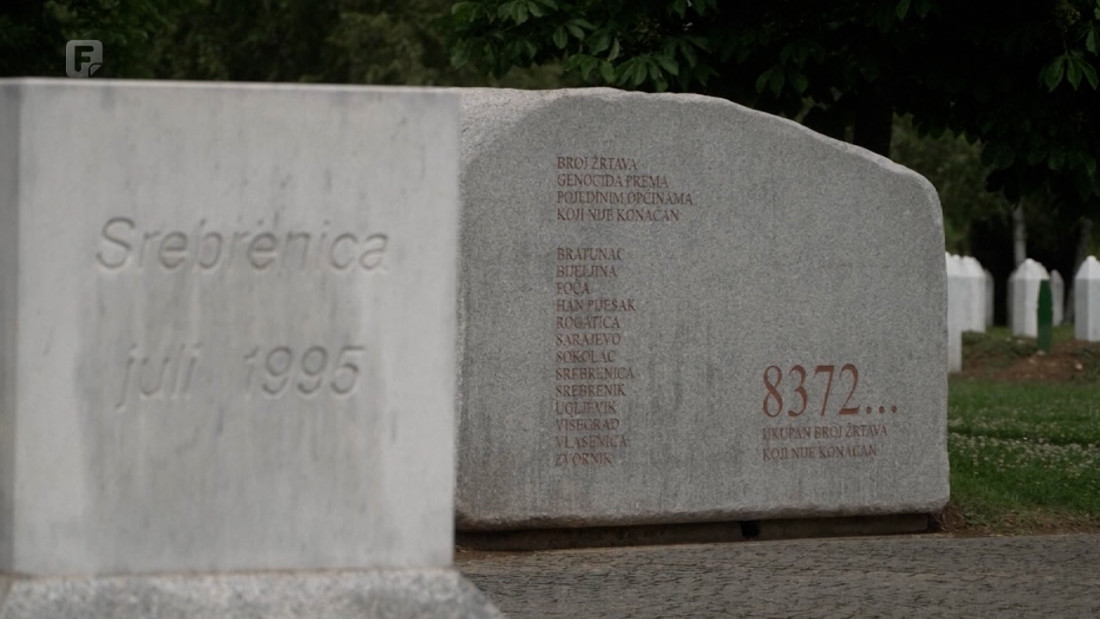 F
Srebrenica
juli 1995
BROJ ŽRTAVA
GENOCIDA PREMA
POJEDINIM OPĆINAMA
KOJI NIJE KONAČAN
BRATUNAC
BIJELJINA
FOČA
HAN PIJESAK
ROGATICA
SARAJEVO
SOKOLAC
SREBRENICA
SREBRENIK
UGLJEVIK
VIŠEGRAD
VLASENICA
ZVORNIK
8372...
UKUPAN BROJ ŽRTAVA
KOJI NIJE KONAČAN